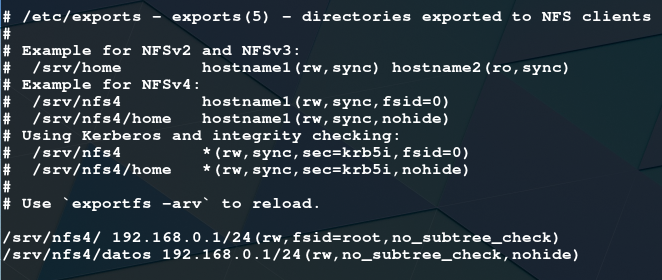 # /etc/exports - exports(5) - directories exported to NFS clients
#
# Example for NFSv2 and NFSv3:
#  /srv/home        hostname1(rw,sync) hostname2(ro,sync)
# Example for NFSv4:
#  /srv/nfs4        hostname1(rw,sync,fsid=0)
#  /srv/nfs4/home   hostname1(rw,sync,nohide)
# Using Kerberos and integrity checking:
#  /srv/nfs4        *(rw,sync,sec=krb5i,fsid=0)
#  /srv/nfs4/home   *(rw,sync,sec=krb5i,nohide)
#
# Use `exportfs -arv` to reload.
/srv/nfs4/ 192.168.0.1/24(rw,fsid=root,no_subtree_check)
/srv/nfs4/datos 192.168.0.1/24(rw,no_subtree_check,nohide)